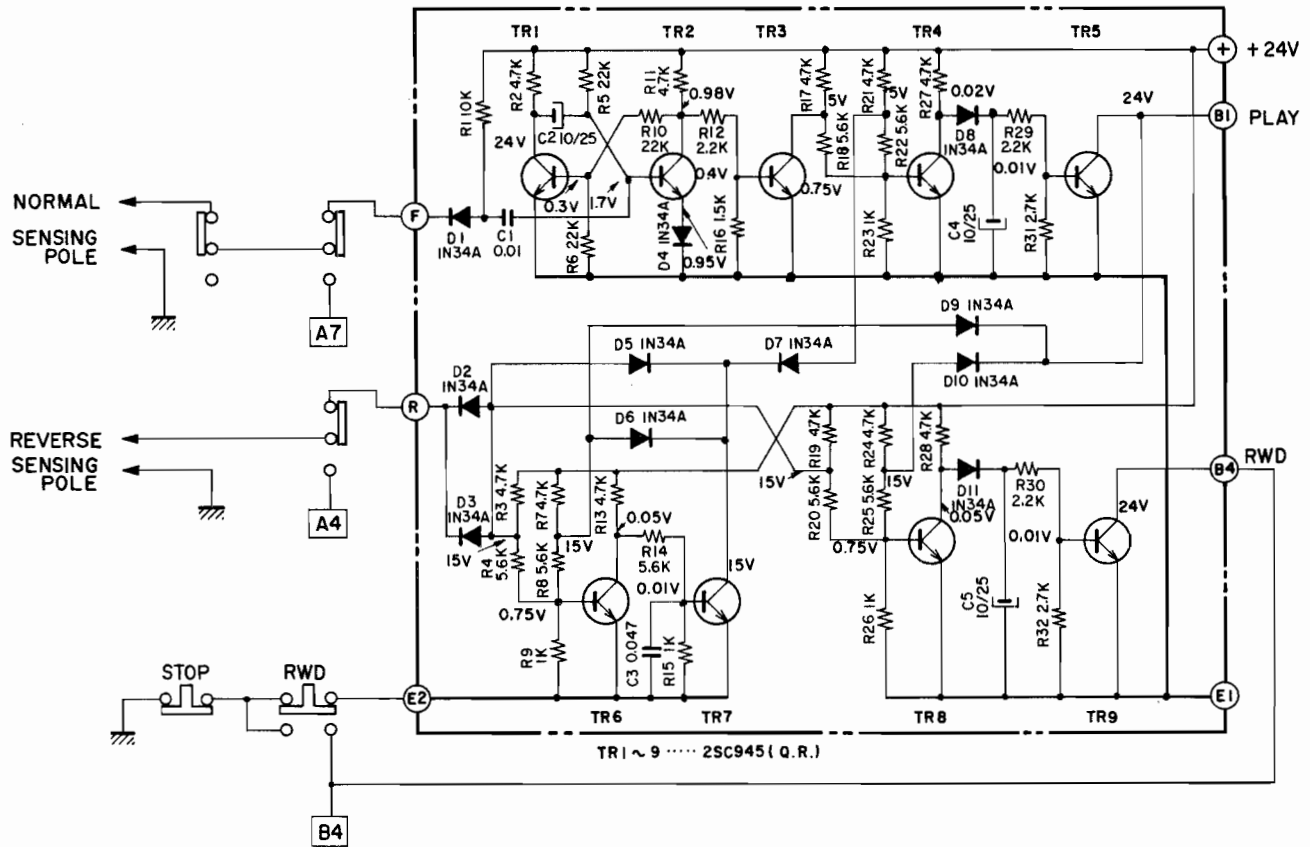 TR1 TR2 TR3 TR4 TR5
+
+24V
R1 10K
R2 4.7K
R5 22K
R11 4.7K
0.98V
R17 4.7K
5V
R21 4.7K
5V
R27 4.7K
0.02V
24V
B1 PLAY
C2 10/25
R10 22K
R12 2.2K
R18 5.6K
R22 5.6K
D8 1N34A
R29 2.2K
24V
0.4V
0.75V
0.01V
0.3V
1.7V
NORMAL
SENSING POLE
F
D1 1N34A
C1 0.01
R6 22K
D4 1N34A
0.95V
R16 1.5K
R23 1K
C4 10/25
R31 2.7K
A7
D9 1N34A
D5 1N34A
D7 1N34A
D10 1N34A
D2 1N34A
R
D6 1N34A
REVERSE
SENSING POLE
A4
R19 4.7K
R24 4.7K
R28 4.7K
15V
15V
B4 RWD
R3 4.7K
R7 4.7K
R13 4.7K
0.05V
R20 5.6K
R25 5.6K
D11 1N34A
0.05V
R30 2.2K
24V
D3 1N34A
15V
R4 5.6K
R8 5.6K
15V
R14 5.6K
15V
0.01V
0.75V
0.75V
0.01V
R9 1K
C3 0.047
R15 1K
R26 1K
C5 10/25
R32 2.7K
STOP RWD
E2
E1
TR6 TR7 TR8 TR9
TR1 ~ 9 ····· 2SC945 (Q.R.)
B4